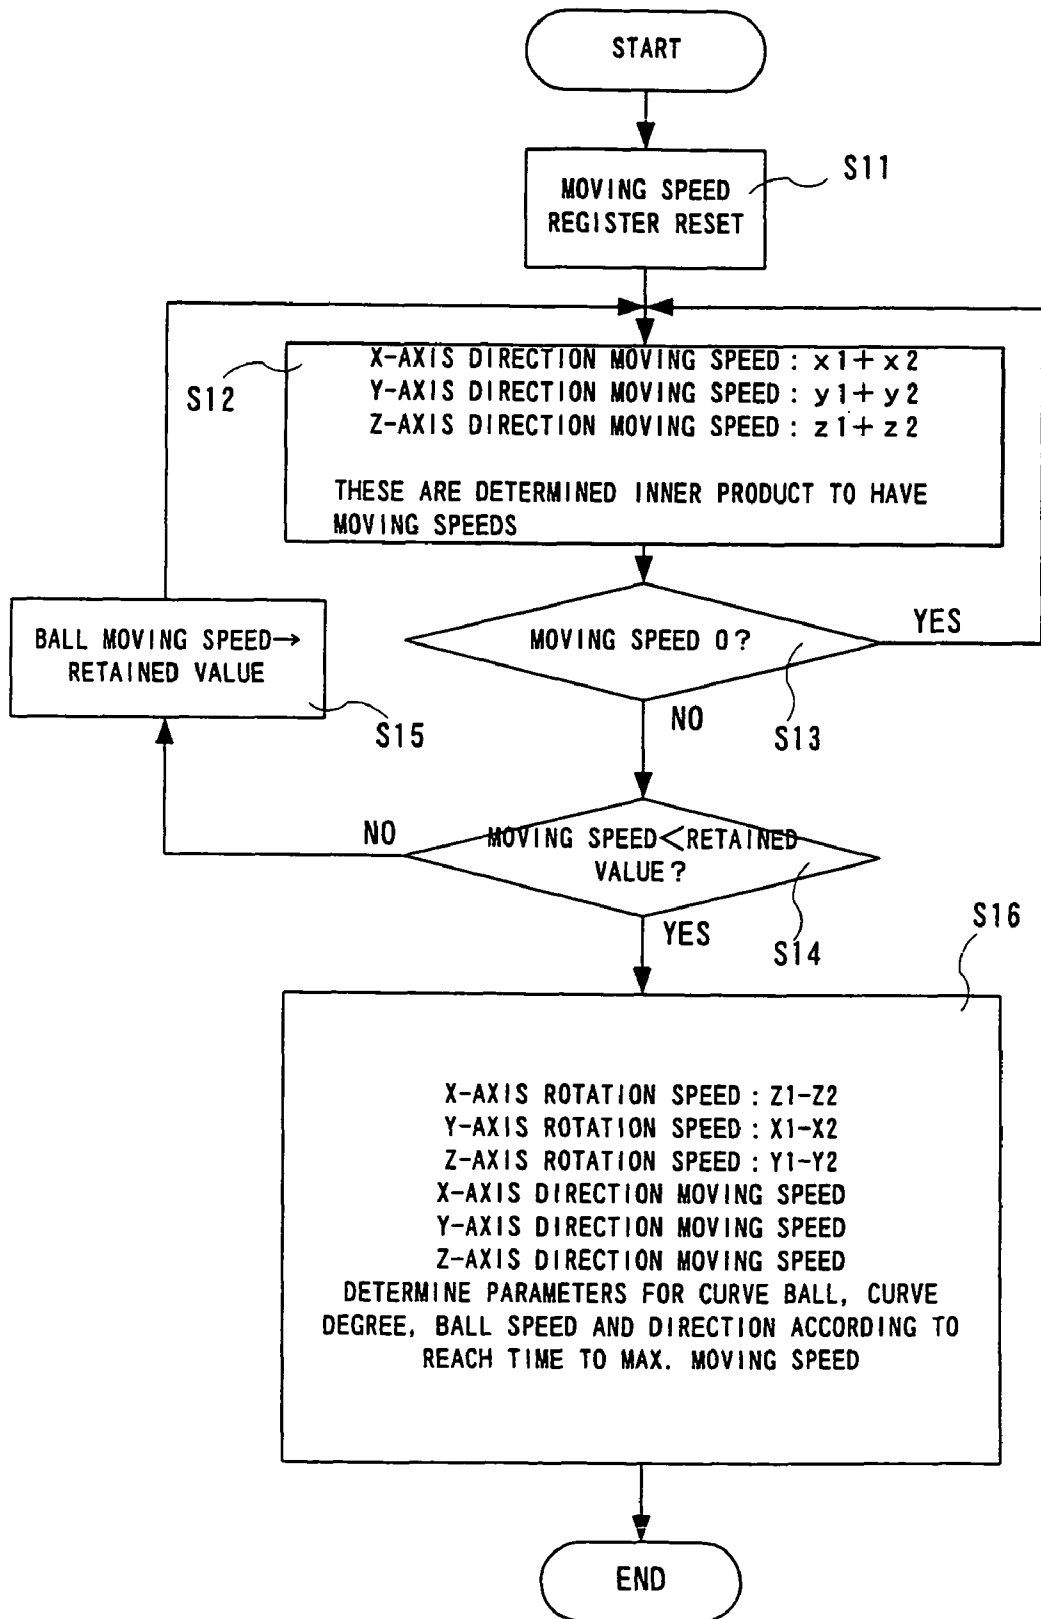 START
MOVING SPEED
REGISTER RESET
S11
X-AXIS DIRECTION MOVING SPEED : x1+x2
Y-AXIS DIRECTION MOVING SPEED : y1+y2
Z-AXIS DIRECTION MOVING SPEED : z1+z2
THESE ARE DETERMINED INNER PRODUCT TO HAVE
MOVING SPEEDS
S12
MOVING SPEED 0?
YES
NO
S13
BALL MOVING SPEED→
RETAINED VALUE
S15
MOVING SPEED<RETAINED
VALUE?
NO
YES
S14
S16
X-AXIS ROTATION SPEED : Z1-Z2
Y-AXIS ROTATION SPEED : X1-X2
Z-AXIS ROTATION SPEED : Y1-Y2
X-AXIS DIRECTION MOVING SPEED
Y-AXIS DIRECTION MOVING SPEED
Z-AXIS DIRECTION MOVING SPEED
DETERMINE PARAMETERS FOR CURVE BALL, CURVE
DEGREE, BALL SPEED AND DIRECTION ACCORDING TO
REACH TIME TO MAX. MOVING SPEED
END